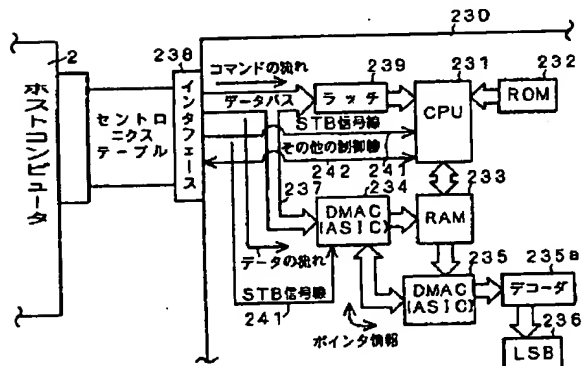 230
2
238
239
231
232
ホストコンピュータ
セントロ
ニクス
テーブル
インタフェース
コマンドの流れ
データバス
ラッチ
CPU
ROM
STB信号線
その他の制御線
242
241
237
234
233
DMAC
(ASIC)
RAM
データの流れ
STB信号線
241
235
235a
DMAC
(ASIC)
デコーダ
ポインタ情報
236
LSB